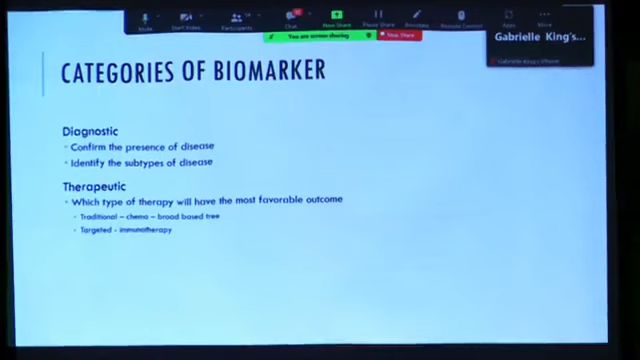 Mute
Start Video
Participants
Chat
New Share
Pause Share
Annotate
Remote Control
Apps
More
You are screen sharing
Gabrielle King's...
Gabrielle King's iPhone
CATEGORIES OF BIOMARKER
Diagnostic
Confirm the presence of disease
Identify the subtypes of disease
Therapeutic
Which type of therapy will have the most favorable outcome
Traditional – chemo – broad based tree
Targeted - immunotherapy